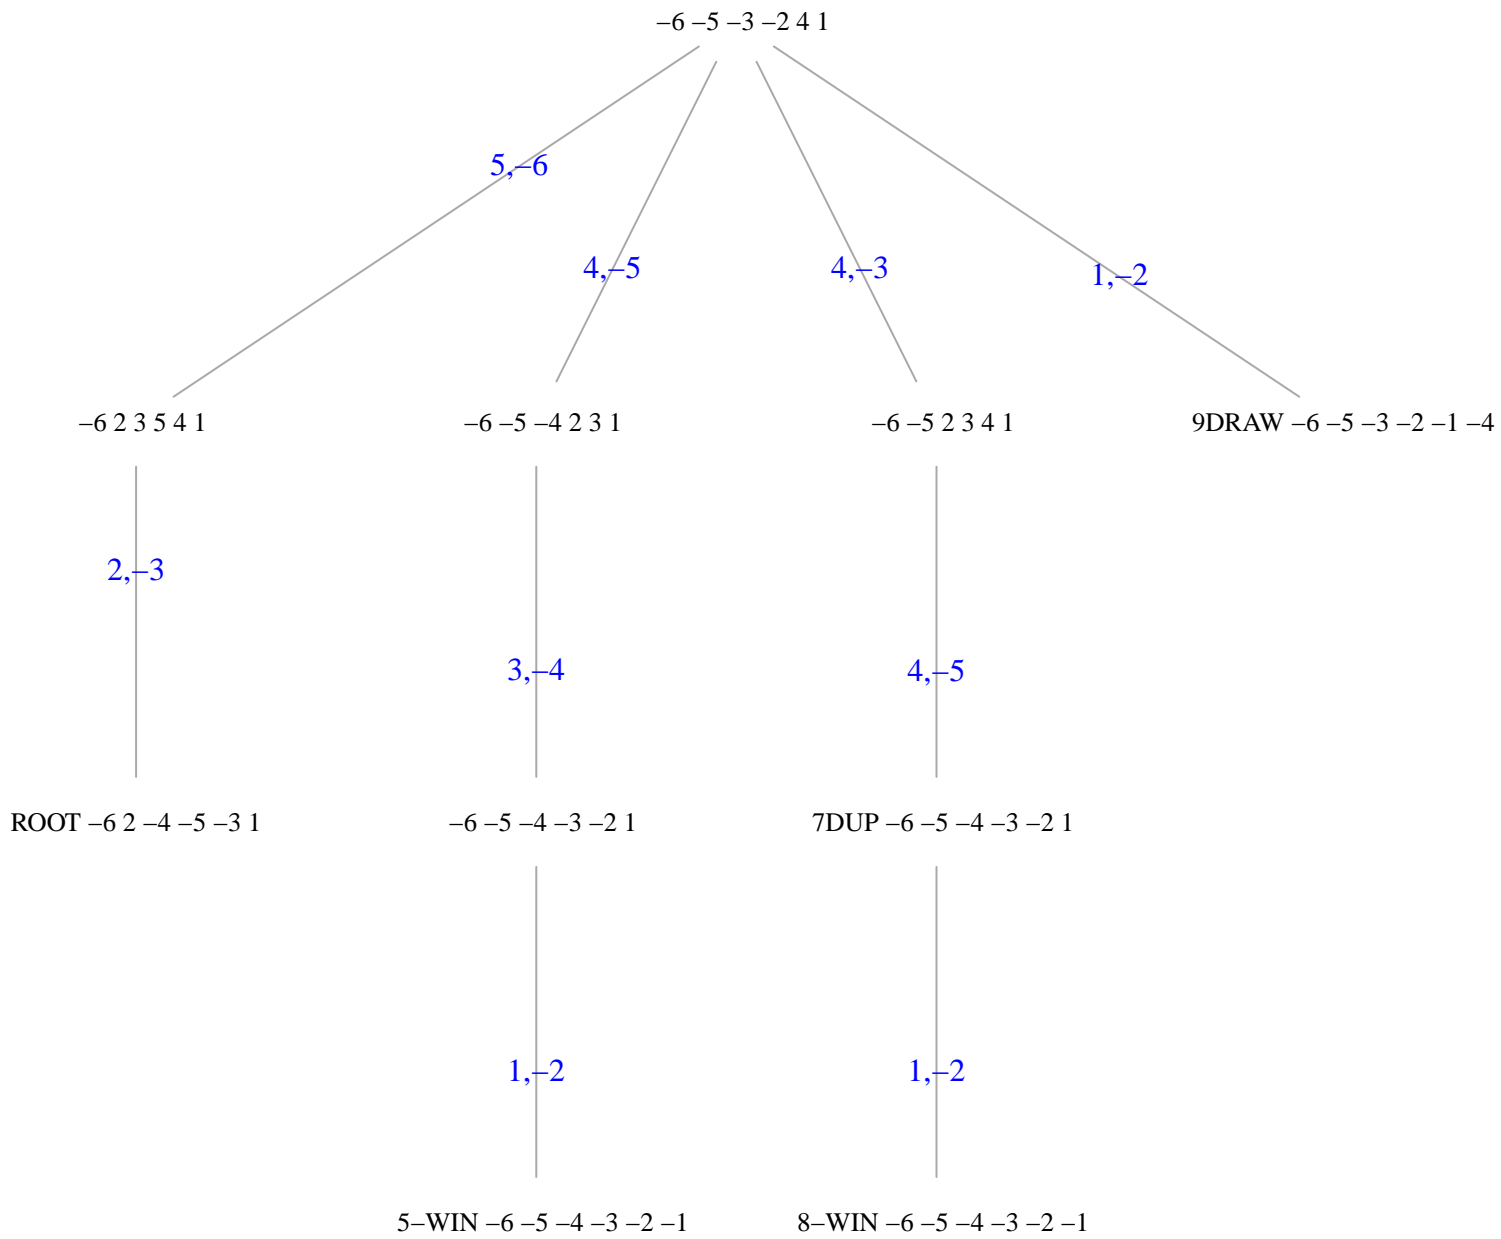 –6 –5 –3 –2 4 1
5,–6
4,–5
4,–3
1,–2
–6 2 3 5 4 1
–6 –5 –4 2 3 1
–6 –5 2 3 4 1
9DRAW –6 –5 –3 –2 –1 –4
2,–3
3,–4
4,–5
ROOT –6 2 –4 –5 –3 1
–6 –5 –4 –3 –2 1
7DUP –6 –5 –4 –3 –2 1
1,–2
1,–2
5–WIN –6 –5 –4 –3 –2 –1
8–WIN –6 –5 –4 –3 –2 –1